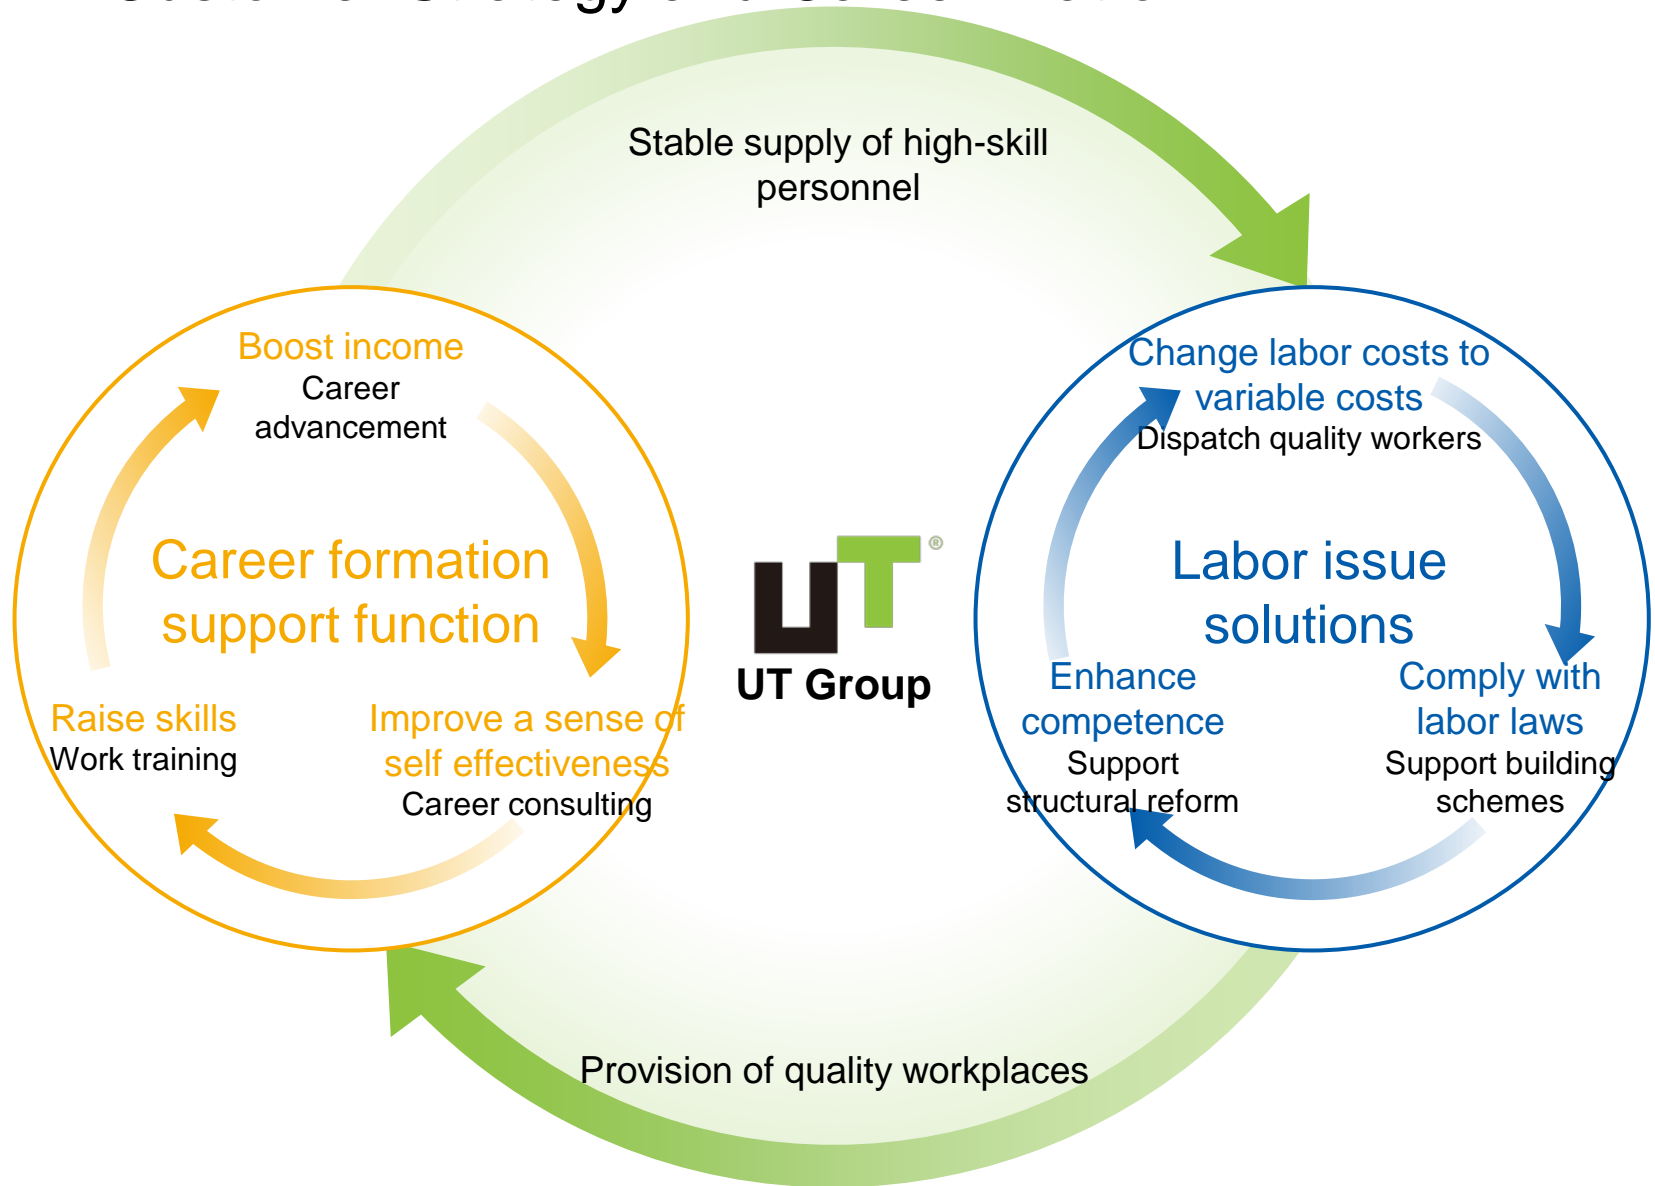 Stable supply of high-skill
personnel
Boost income
Career
advancement
Career formation
support function
Raise skills
Work training
Improve a sense of
self effectiveness
Career consulting
UT ®
UT Group
Change labor costs to
variable costs
Dispatch quality workers
Labor issue
solutions
Enhance
competence
Support
structural reform
Comply with
labor laws
Support building
schemes
Provision of quality workplaces